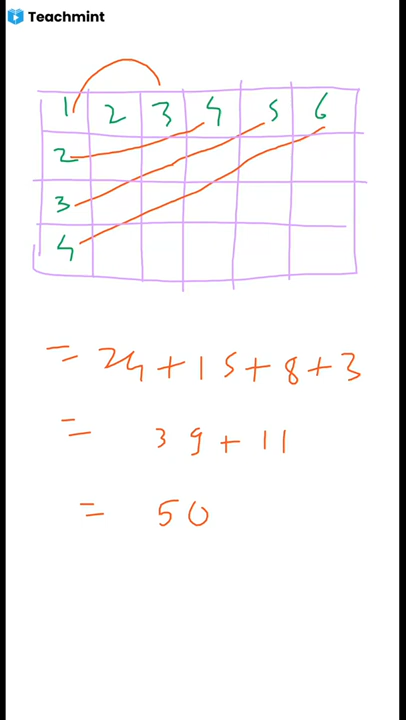 Teachmint
1 2 3 4 5 6
2
3
4
= 24 + 15 + 8 + 3
= 39 + 11
= 50